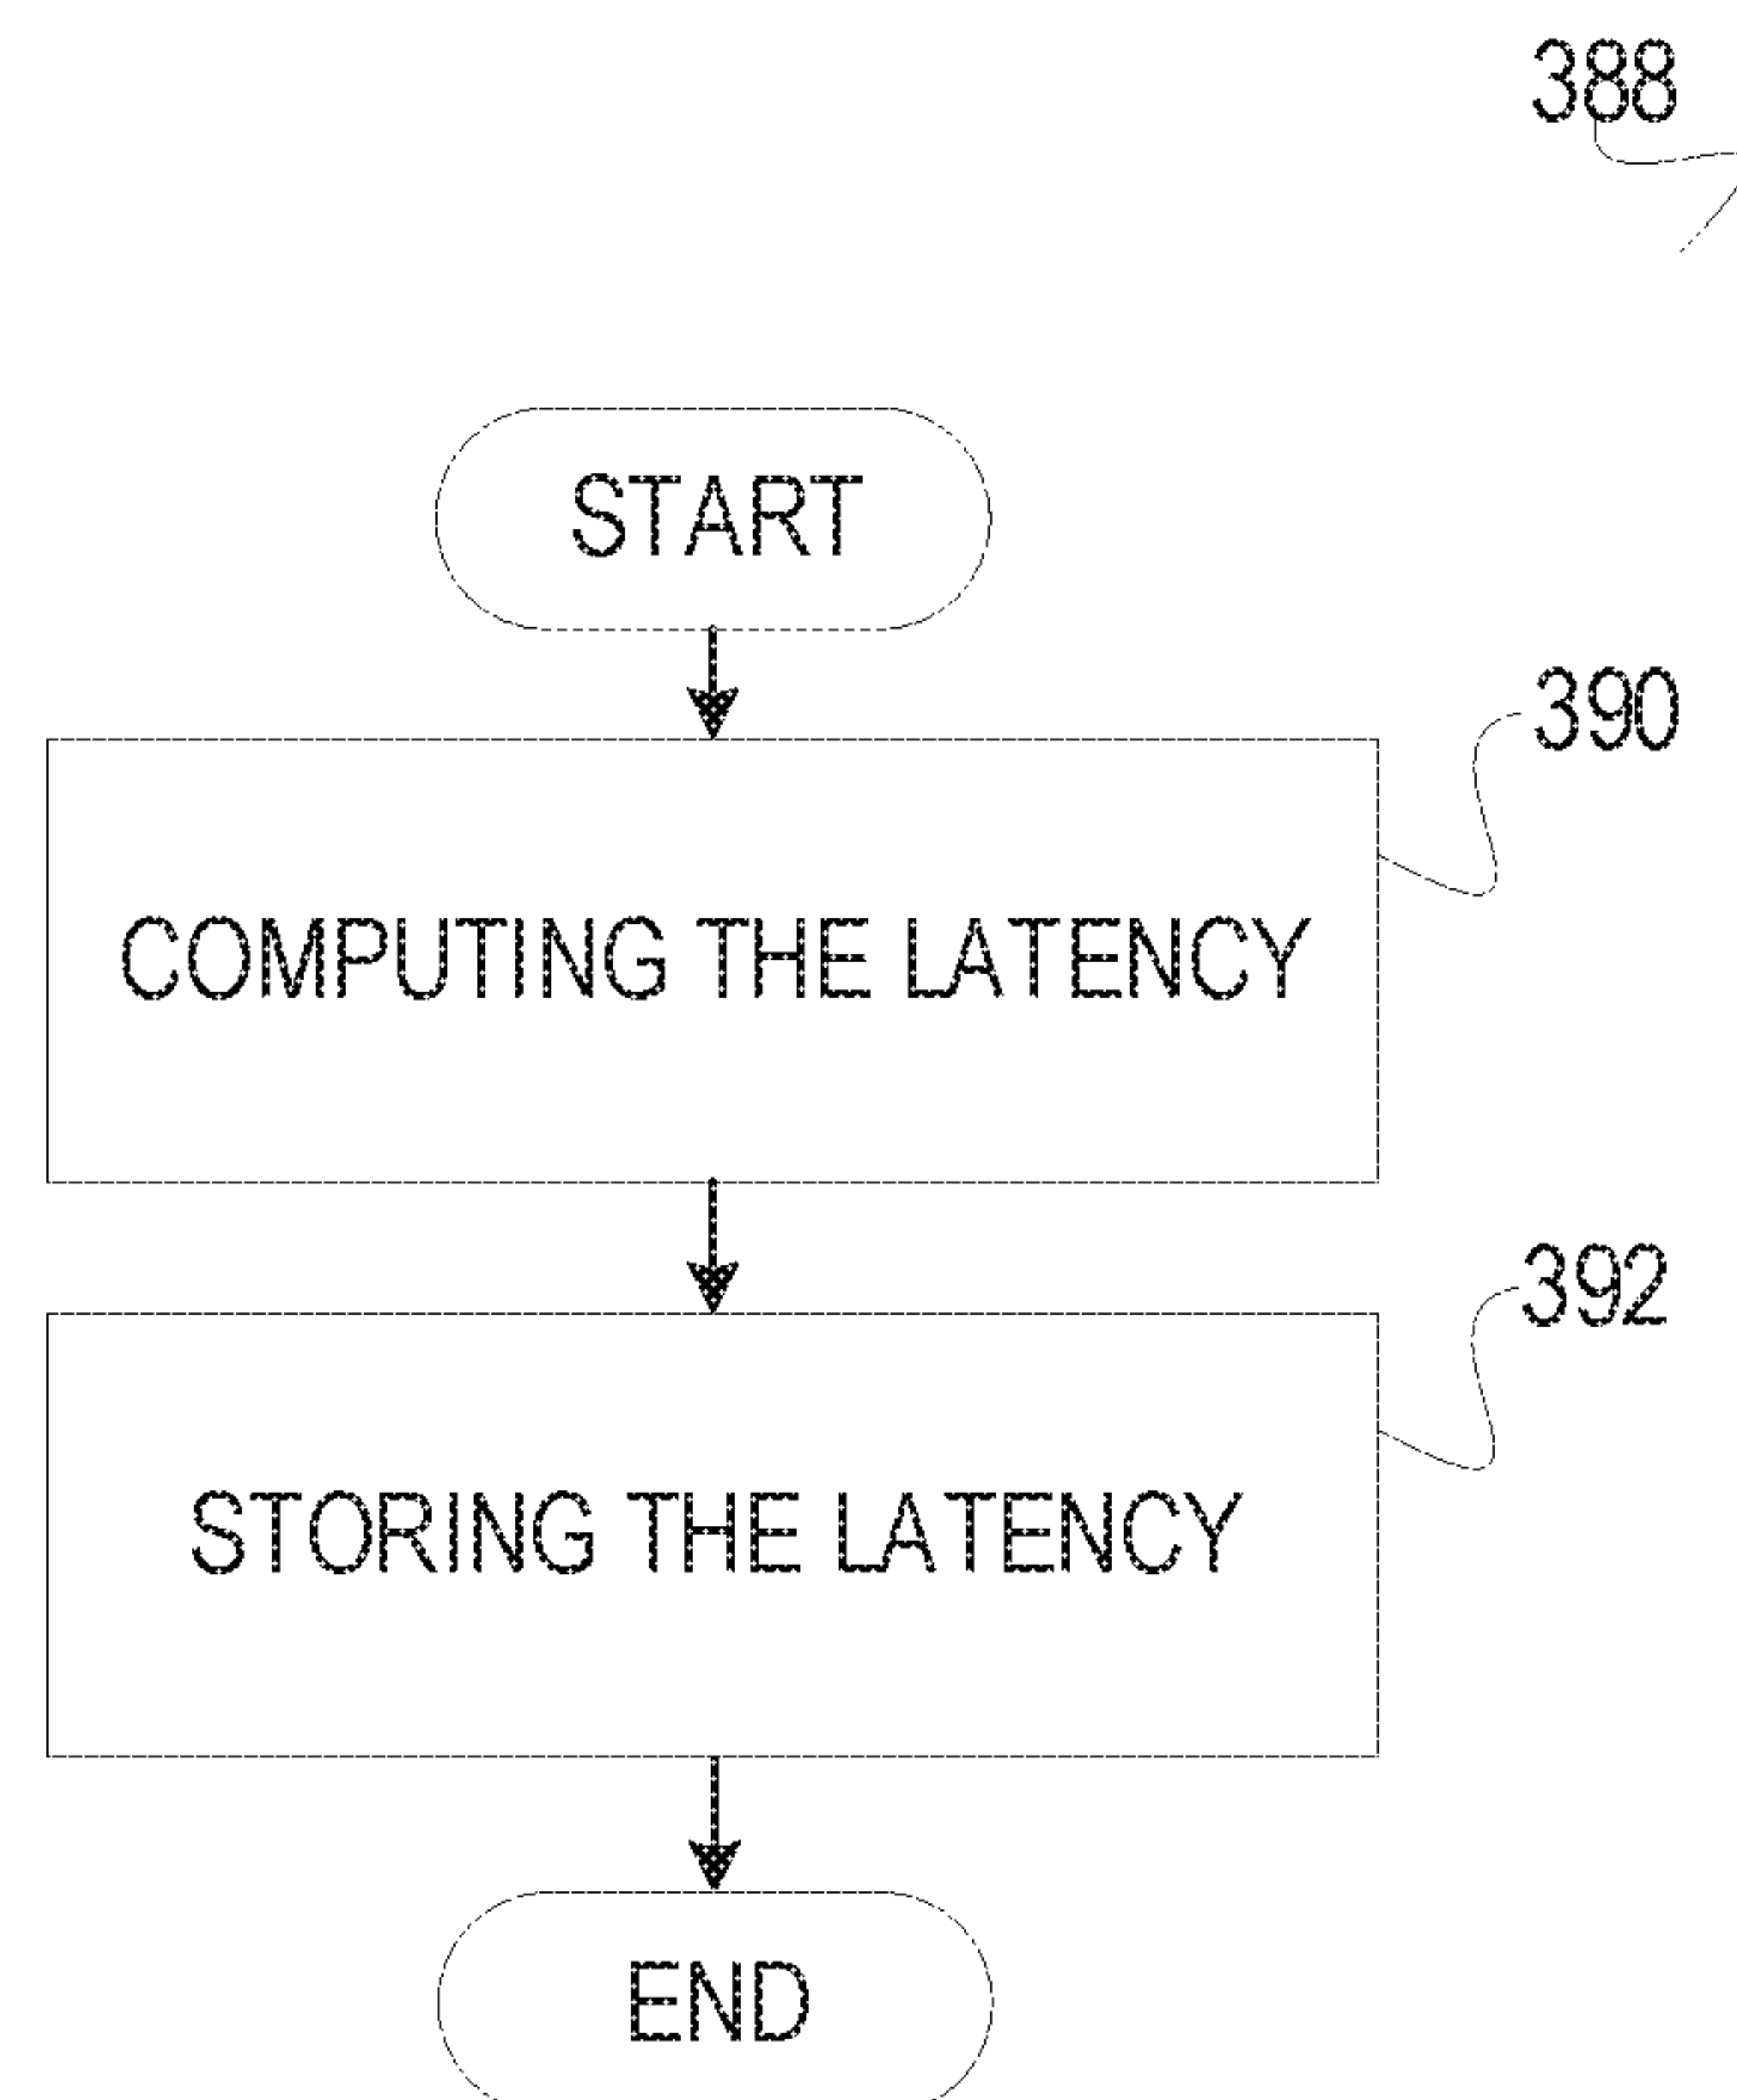 388
START
390
COMPUTING THE LATENCY
392
STORING THE LATENCY
END